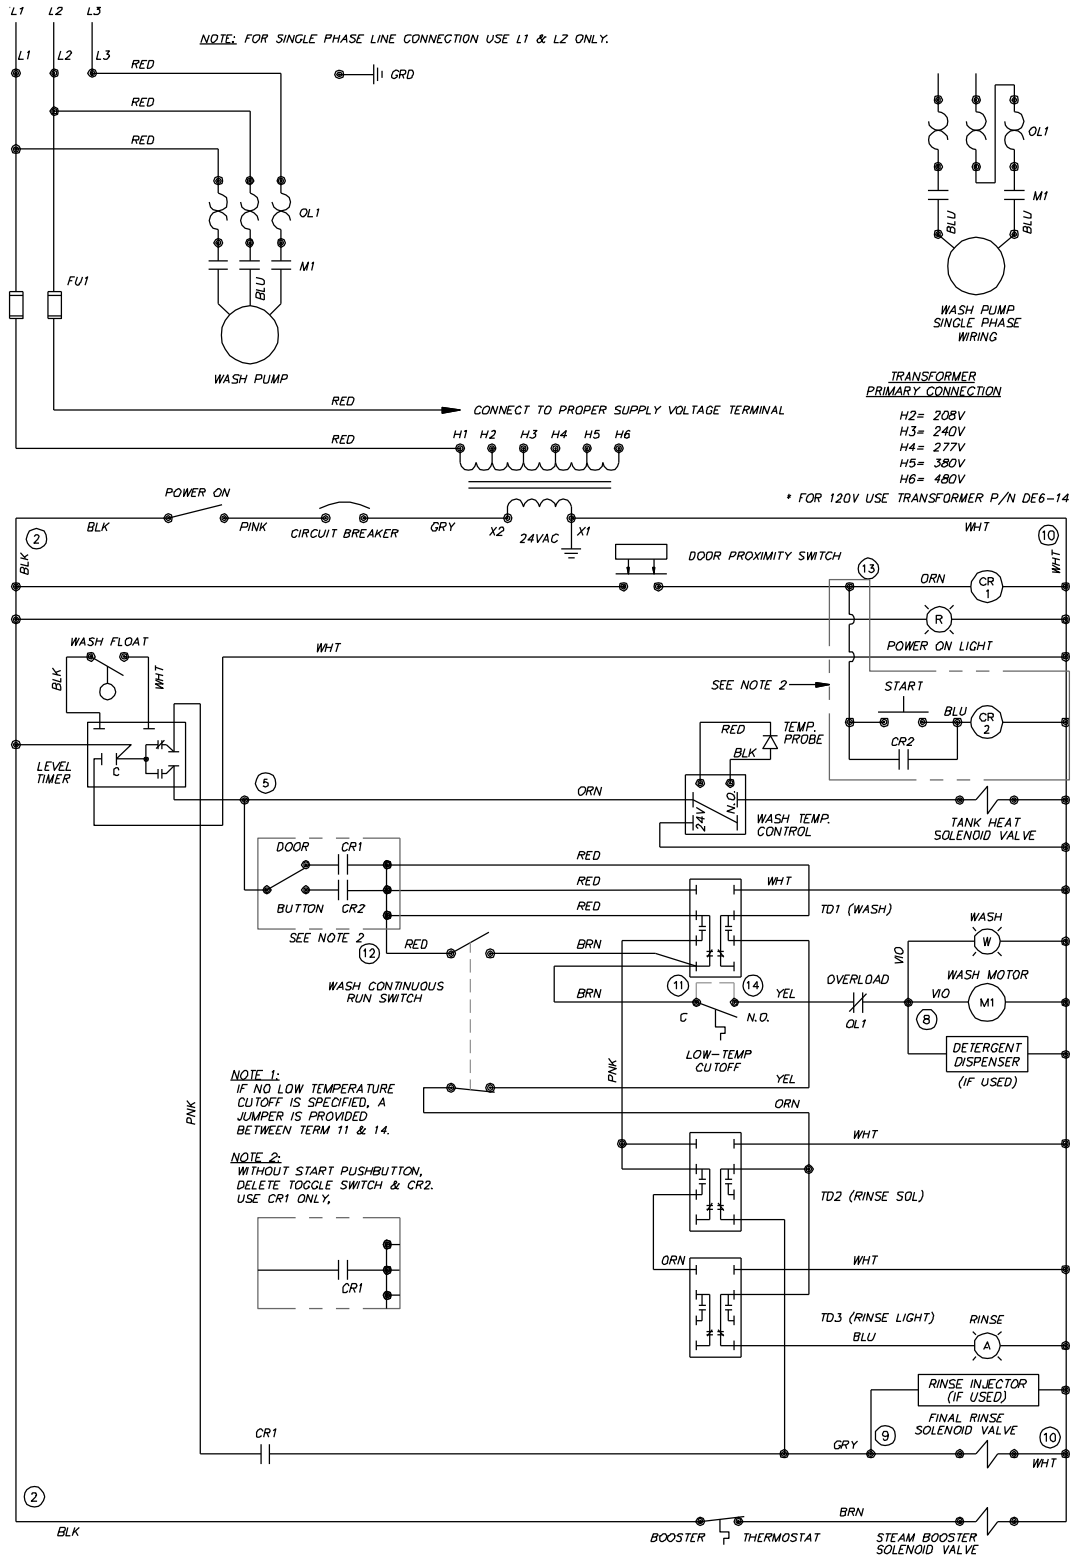 L1 L2 L3
NOTE: FOR SINGLE PHASE LINE CONNECTION USE L1 & L2 ONLY.
L1 L2 L3
RED
GRD
RED
RED
OL1
OL1
M1
M1
BLU
BLU
BLU
FU1
WASH PUMP
SINGLE PHASE
WIRING
WASH PUMP
TRANSFORMER
PRIMARY CONNECTION
RED
CONNECT TO PROPER SUPPLY VOLTAGE TERMINAL
H2= 208V
H3= 240V
H4= 277V
H5= 380V
H6= 480V
RED
H1 H2 H3 H4 H5 H6
* FOR 120V USE TRANSFORMER P/N DE6-14
POWER ON
2
BLK
PINK
CIRCUIT BREAKER
GRY
X2
24VAC
X1
WHT
10
BLK
WHT
DOOR PROXIMITY SWITCH
13
ORN
CR
1
R
POWER ON LIGHT
WASH FLOAT
WHT
BLK
WHT
SEE NOTE 2
START
BLU
CR
2
CR2
RED
TEMP.
PROBE
BLK
LEVEL
TIMER
C
5
ORN
24V
N.O.
WASH TEMP.
CONTROL
TANK HEAT
SOLENOID VALVE
DOOR
CR1
RED
RED
WHT
BUTTON
CR2
RED
TD1 (WASH)
SEE NOTE 2
12
RED
BRN
WASH
W
VIO
WASH CONTINUOUS
RUN SWITCH
BRN
11
14
YEL
C
N.O.
OVERLOAD
OL1
VIO
WASH MOTOR
M1
8
LOW-TEMP
CUTOFF
DETERGENT
DISPENSER
(IF USED)
PNK
YEL
ORN
NOTE 1:
IF NO LOW TEMPERATURE
CUTOFF IS SPECIFIED, A
JUMPER IS PROVIDED
BETWEEN TERM 11 & 14.
PNK
WHT
NOTE 2:
WITHOUT START PUSHBUTTON,
DELETE TOGGLE SWITCH & CR2.
USE CR1 ONLY,
TD2 (RINSE SOL)
CR1
ORN
WHT
TD3 (RINSE LIGHT)
BLU
RINSE
A
RINSE INJECTOR
(IF USED)
CR1
GRY
9
FINAL RINSE
SOLENOID VALVE
10
WHT
2
BLK
BOOSTER
THERMOSTAT
BRN
STEAM BOOSTER
SOLENOID VALVE